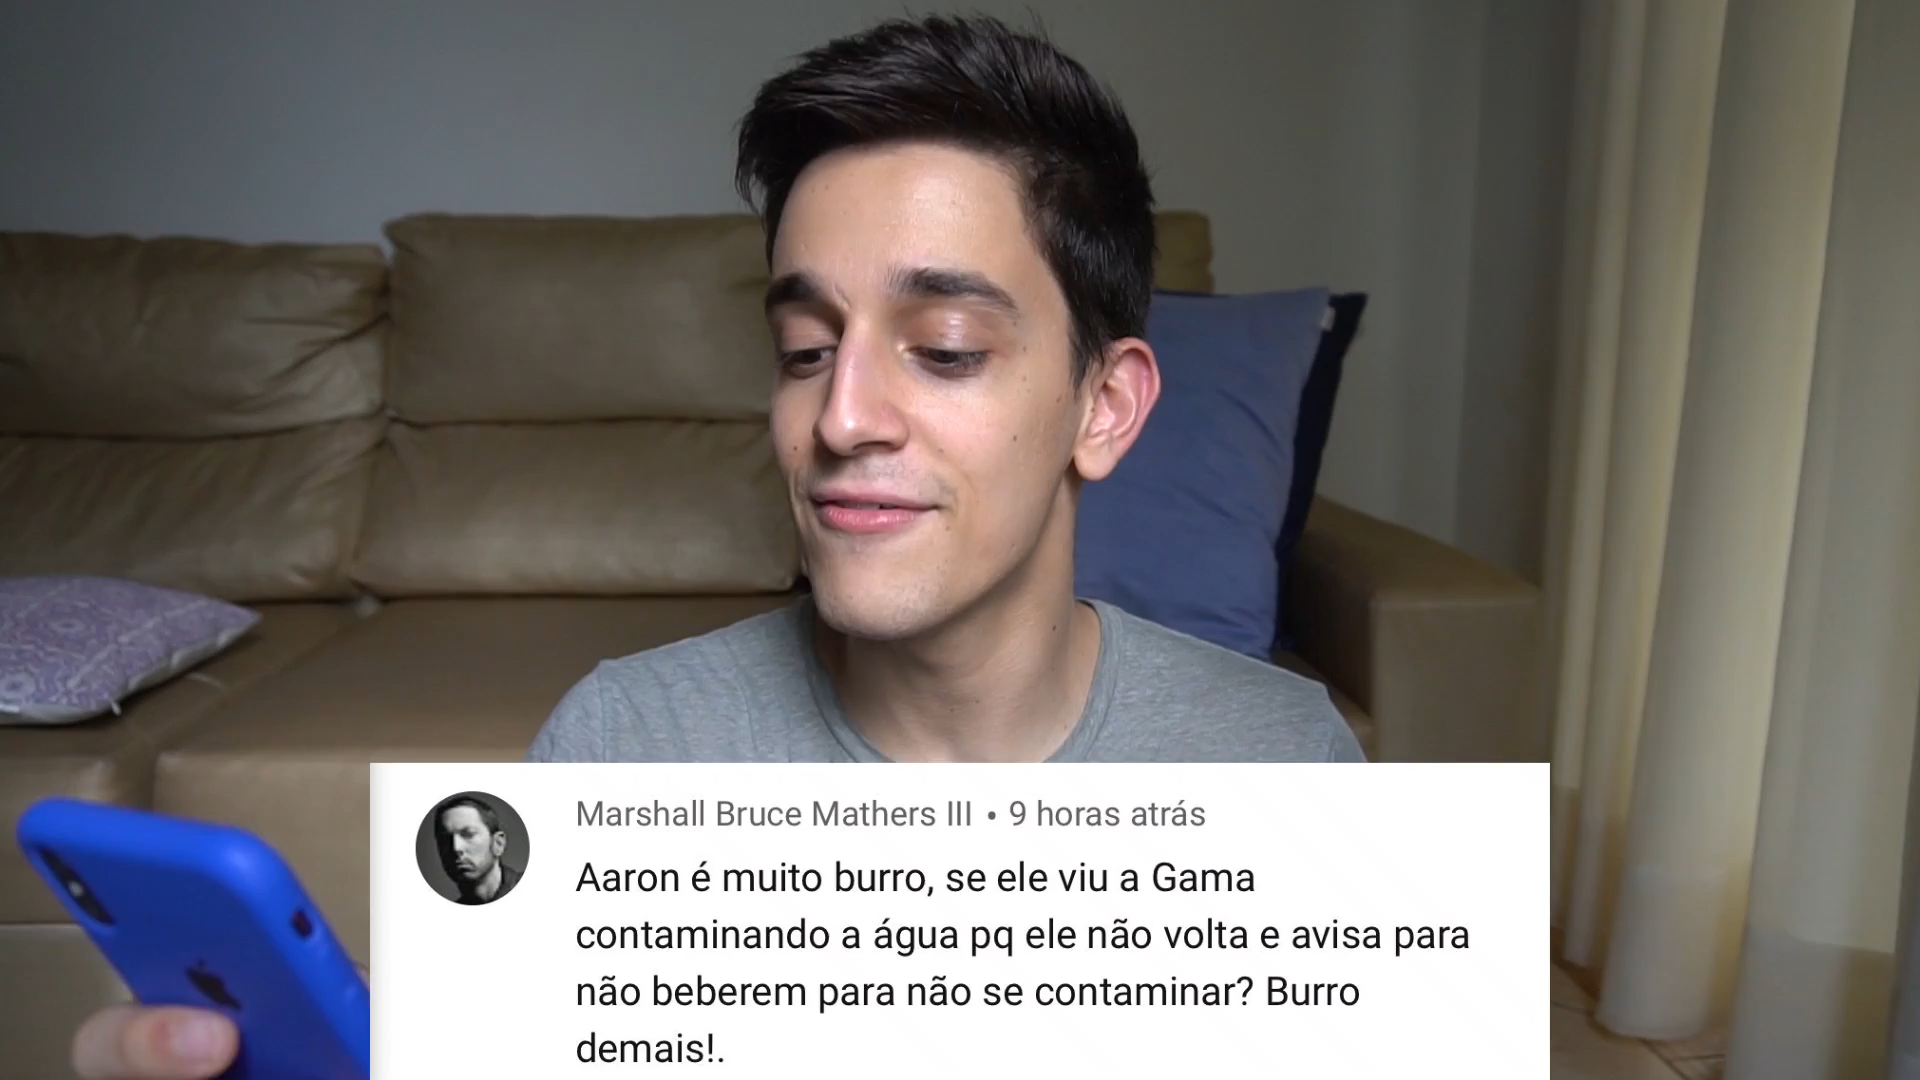 Marshall Bruce Mathers III • 9 horas atrás
Aaron é muito burro, se ele viu a Gama
contaminando a água pq ele não volta e avisa para
não beberem para não se contaminar? Burro
demais!.